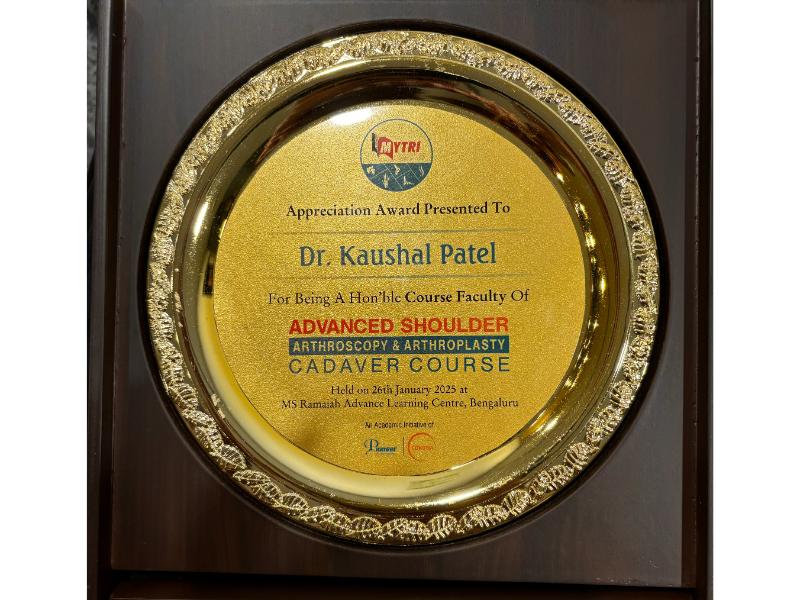 MYTRI
Appreciation Award Presented To
Dr. Kaushal Patel
For Being A Hon'ble Course Faculty Of
ADVANCED SHOULDER
ARTHROSCOPY & ARTHROPLASTY
CADAVER COURSE
Held on 26th January 2025 at
MS Ramaiah Advance Learning Centre, Bengaluru
An Academic Initiative of
Pioneer